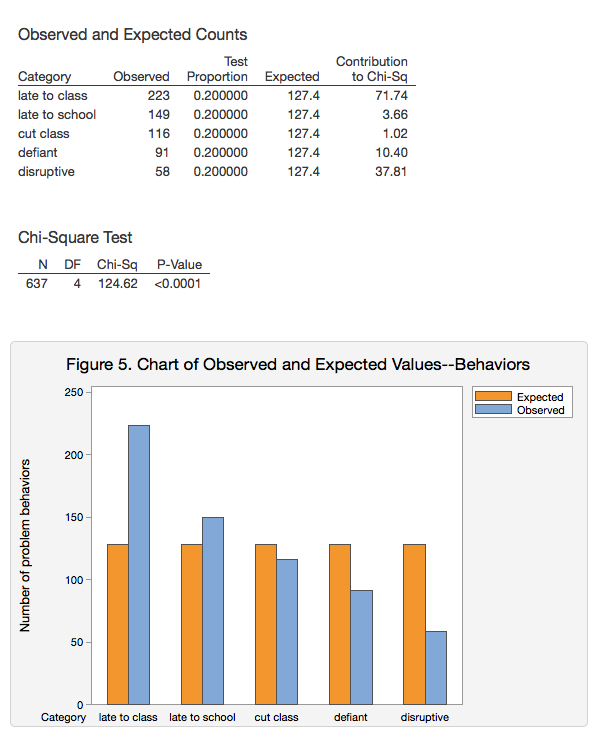 Observed and Expected Counts
Test Contribution
Category Observed Proportion Expected to Chi-Sq
late to class 223 0.200000 127.4 71.74
late to school 149 0.200000 127.4 3.66
cut class 116 0.200000 127.4 1.02
defiant 91 0.200000 127.4 10.40
disruptive 58 0.200000 127.4 37.81
Chi-Square Test
N DF Chi-Sq P-Value
637 4 124.62 <0.0001
Figure 5. Chart of Observed and Expected Values--Behaviors
Expected
Observed
Number of problem behaviors
250
200
150
100
50
0
Category late to class late to school cut class defiant disruptive